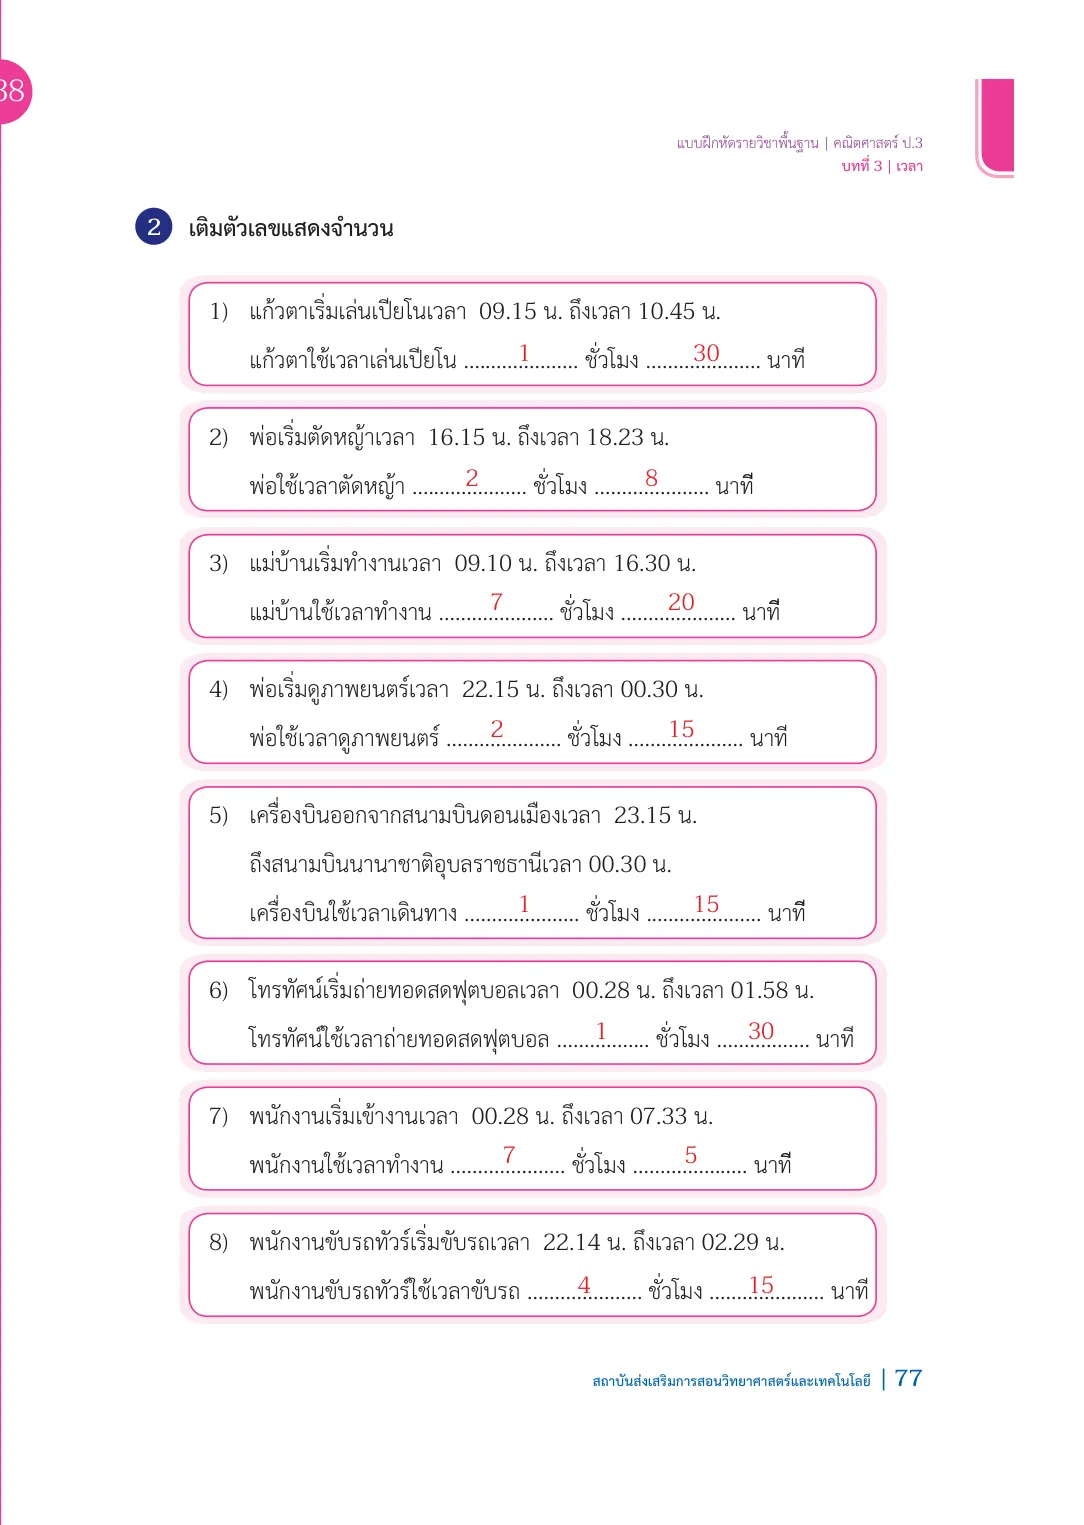 38
แบบฝึกหัดรายวิชาพื้นฐาน | คณิตศาสตร์ ป.3
บทที่ 3 | เวลา
2 เติมตัวเลขแสดงจำนวน
1) แก้วตาเริ่มเล่นเปียโนเวลา 09.15 น. ถึงเวลา 10.45 น.
แก้วตาใช้เวลาเล่นเปียโน .......... 1 .......... ชั่วโมง .......... 30 .......... นาที
2) พ่อเริ่มตัดหญ้าเวลา 16.15 น. ถึงเวลา 18.23 น.
พ่อใช้เวลาตัดหญ้า .......... 2 .......... ชั่วโมง .......... 8 .......... นาที
3) แม่บ้านเริ่มทำงานเวลา 09.10 น. ถึงเวลา 16.30 น.
แม่บ้านใช้เวลาทำงาน .......... 7 .......... ชั่วโมง .......... 20 .......... นาที
4) พ่อเริ่มดูภาพยนตร์เวลา 22.15 น. ถึงเวลา 00.30 น.
พ่อใช้เวลาดูภาพยนตร์ .......... 2 .......... ชั่วโมง .......... 15 .......... นาที
5) เครื่องบินออกจากสนามบินดอนเมืองเวลา 23.15 น.
ถึงสนามบินนานาชาติอุบลราชธานีเวลา 00.30 น.
เครื่องบินใช้เวลาเดินทาง .......... 1 .......... ชั่วโมง .......... 15 .......... นาที
6) โทรทัศน์เริ่มถ่ายทอดสดฟุตบอลเวลา 00.28 น. ถึงเวลา 01.58 น.
โทรทัศน์ใช้เวลาถ่ายทอดสดฟุตบอล ........ 1 ........ ชั่วโมง ........ 30 ........ นาที
7) พนักงานเริ่มเข้างานเวลา 00.28 น. ถึงเวลา 07.33 น.
พนักงานใช้เวลาทำงาน .......... 7 .......... ชั่วโมง .......... 5 .......... นาที
8) พนักงานขับรถทัวร์เริ่มขับรถเวลา 22.14 น. ถึงเวลา 02.29 น.
พนักงานขับรถทัวร์ใช้เวลาขับรถ .......... 4 .......... ชั่วโมง .......... 15 .......... นาที
สถาบันส่งเสริมการสอนวิทยาศาสตร์และเทคโนโลยี | 77